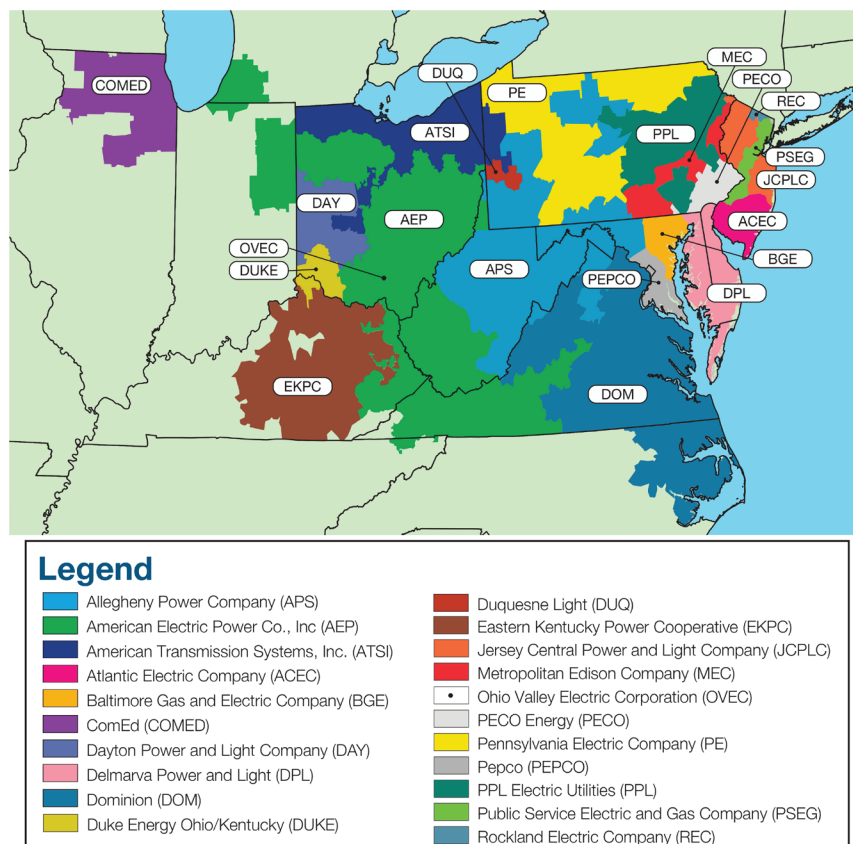 MEC
DUQ
PECO
COMED
PE
REC
ATSI
PPL
PSEG
JCPLC
DAY
AEP
ACEC
OVEC
BGE
DUKE
APS
PEPCO
DPL
EKPC
DOM
Legend
Allegheny Power Company (APS)
American Electric Power Co., Inc (AEP)
American Transmission Systems, Inc. (ATSI)
Atlantic Electric Company (ACEC)
Baltimore Gas and Electric Company (BGE)
ComEd (COMED)
Dayton Power and Light Company (DAY)
Delmarva Power and Light (DPL)
Dominion (DOM)
Duke Energy Ohio/Kentucky (DUKE)
Duquesne Light (DUQ)
Eastern Kentucky Power Cooperative (EKPC)
Jersey Central Power and Light Company (JCPLC)
Metropolitan Edison Company (MEC)
Ohio Valley Electric Corporation (OVEC)
PECO Energy (PECO)
Pennsylvania Electric Company (PE)
Pepco (PEPCO)
PPL Electric Utilities (PPL)
Public Service Electric and Gas Company (PSEG)
Rockland Electric Company (REC)